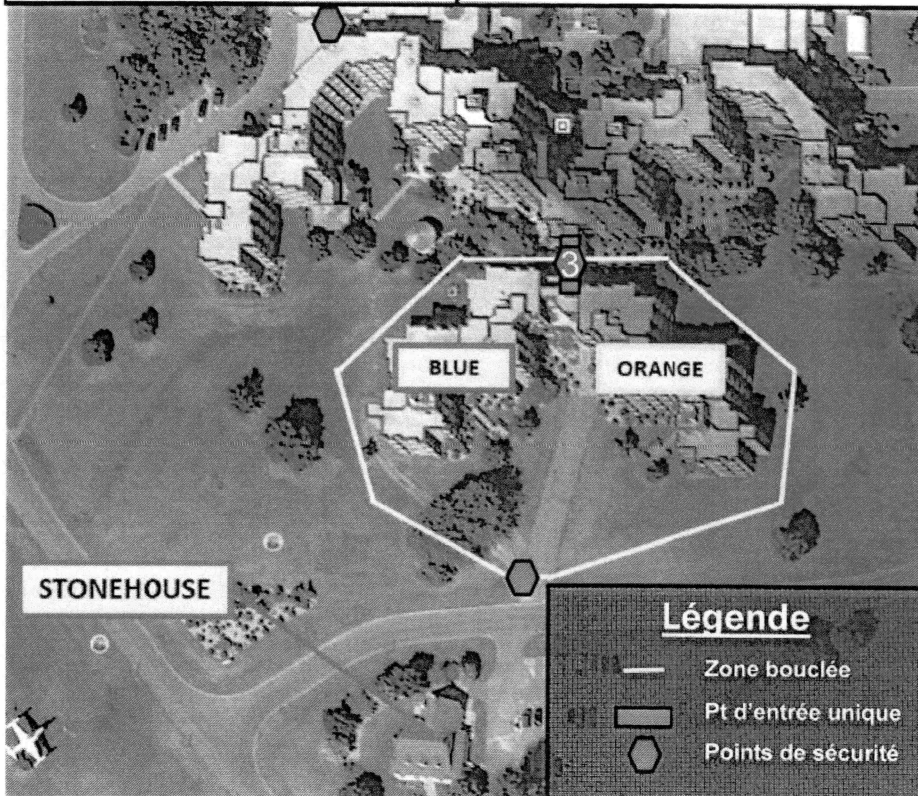 3
BLUE
ORANGE
STONEHOUSE
Légende
Zone bouclée
Pt d'entrée unique
Points de sécurité